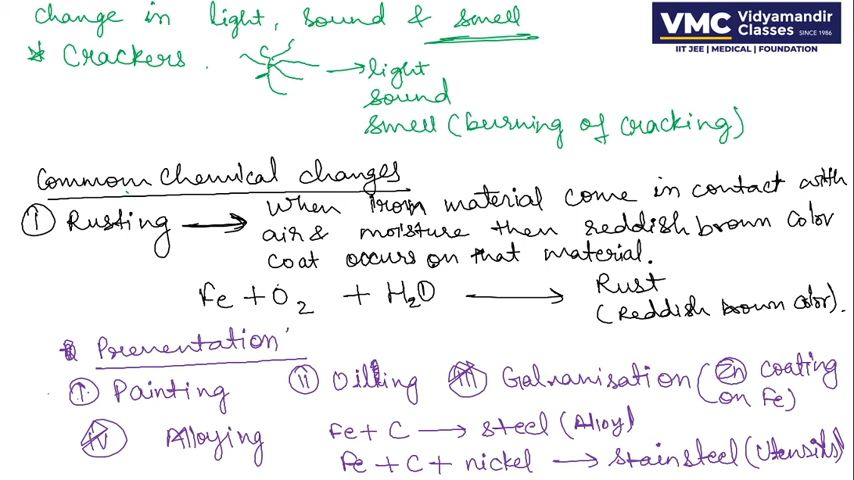 change in light, sound & smell
VMC Vidyamandir Classes SINCE 1986
IIT JEE | MEDICAL | FOUNDATION
* Crackers. → light
sound
smell (burning of cracking)
Common chemical changes
① Rusting → When iron material come in contact with
air & moisture then reddish brown color
coat occurs on that material.
Fe + O₂ + H₂O → Rust
(Reddish brown color).
Prenentation
(i) Painting (ii) Oilling (iii) Galvanisation (Zn coating
on Fe)
(iv) Alloying Fe + C → steel (Alloy)
Fe + C + nickel → stainsteel (Utensids)